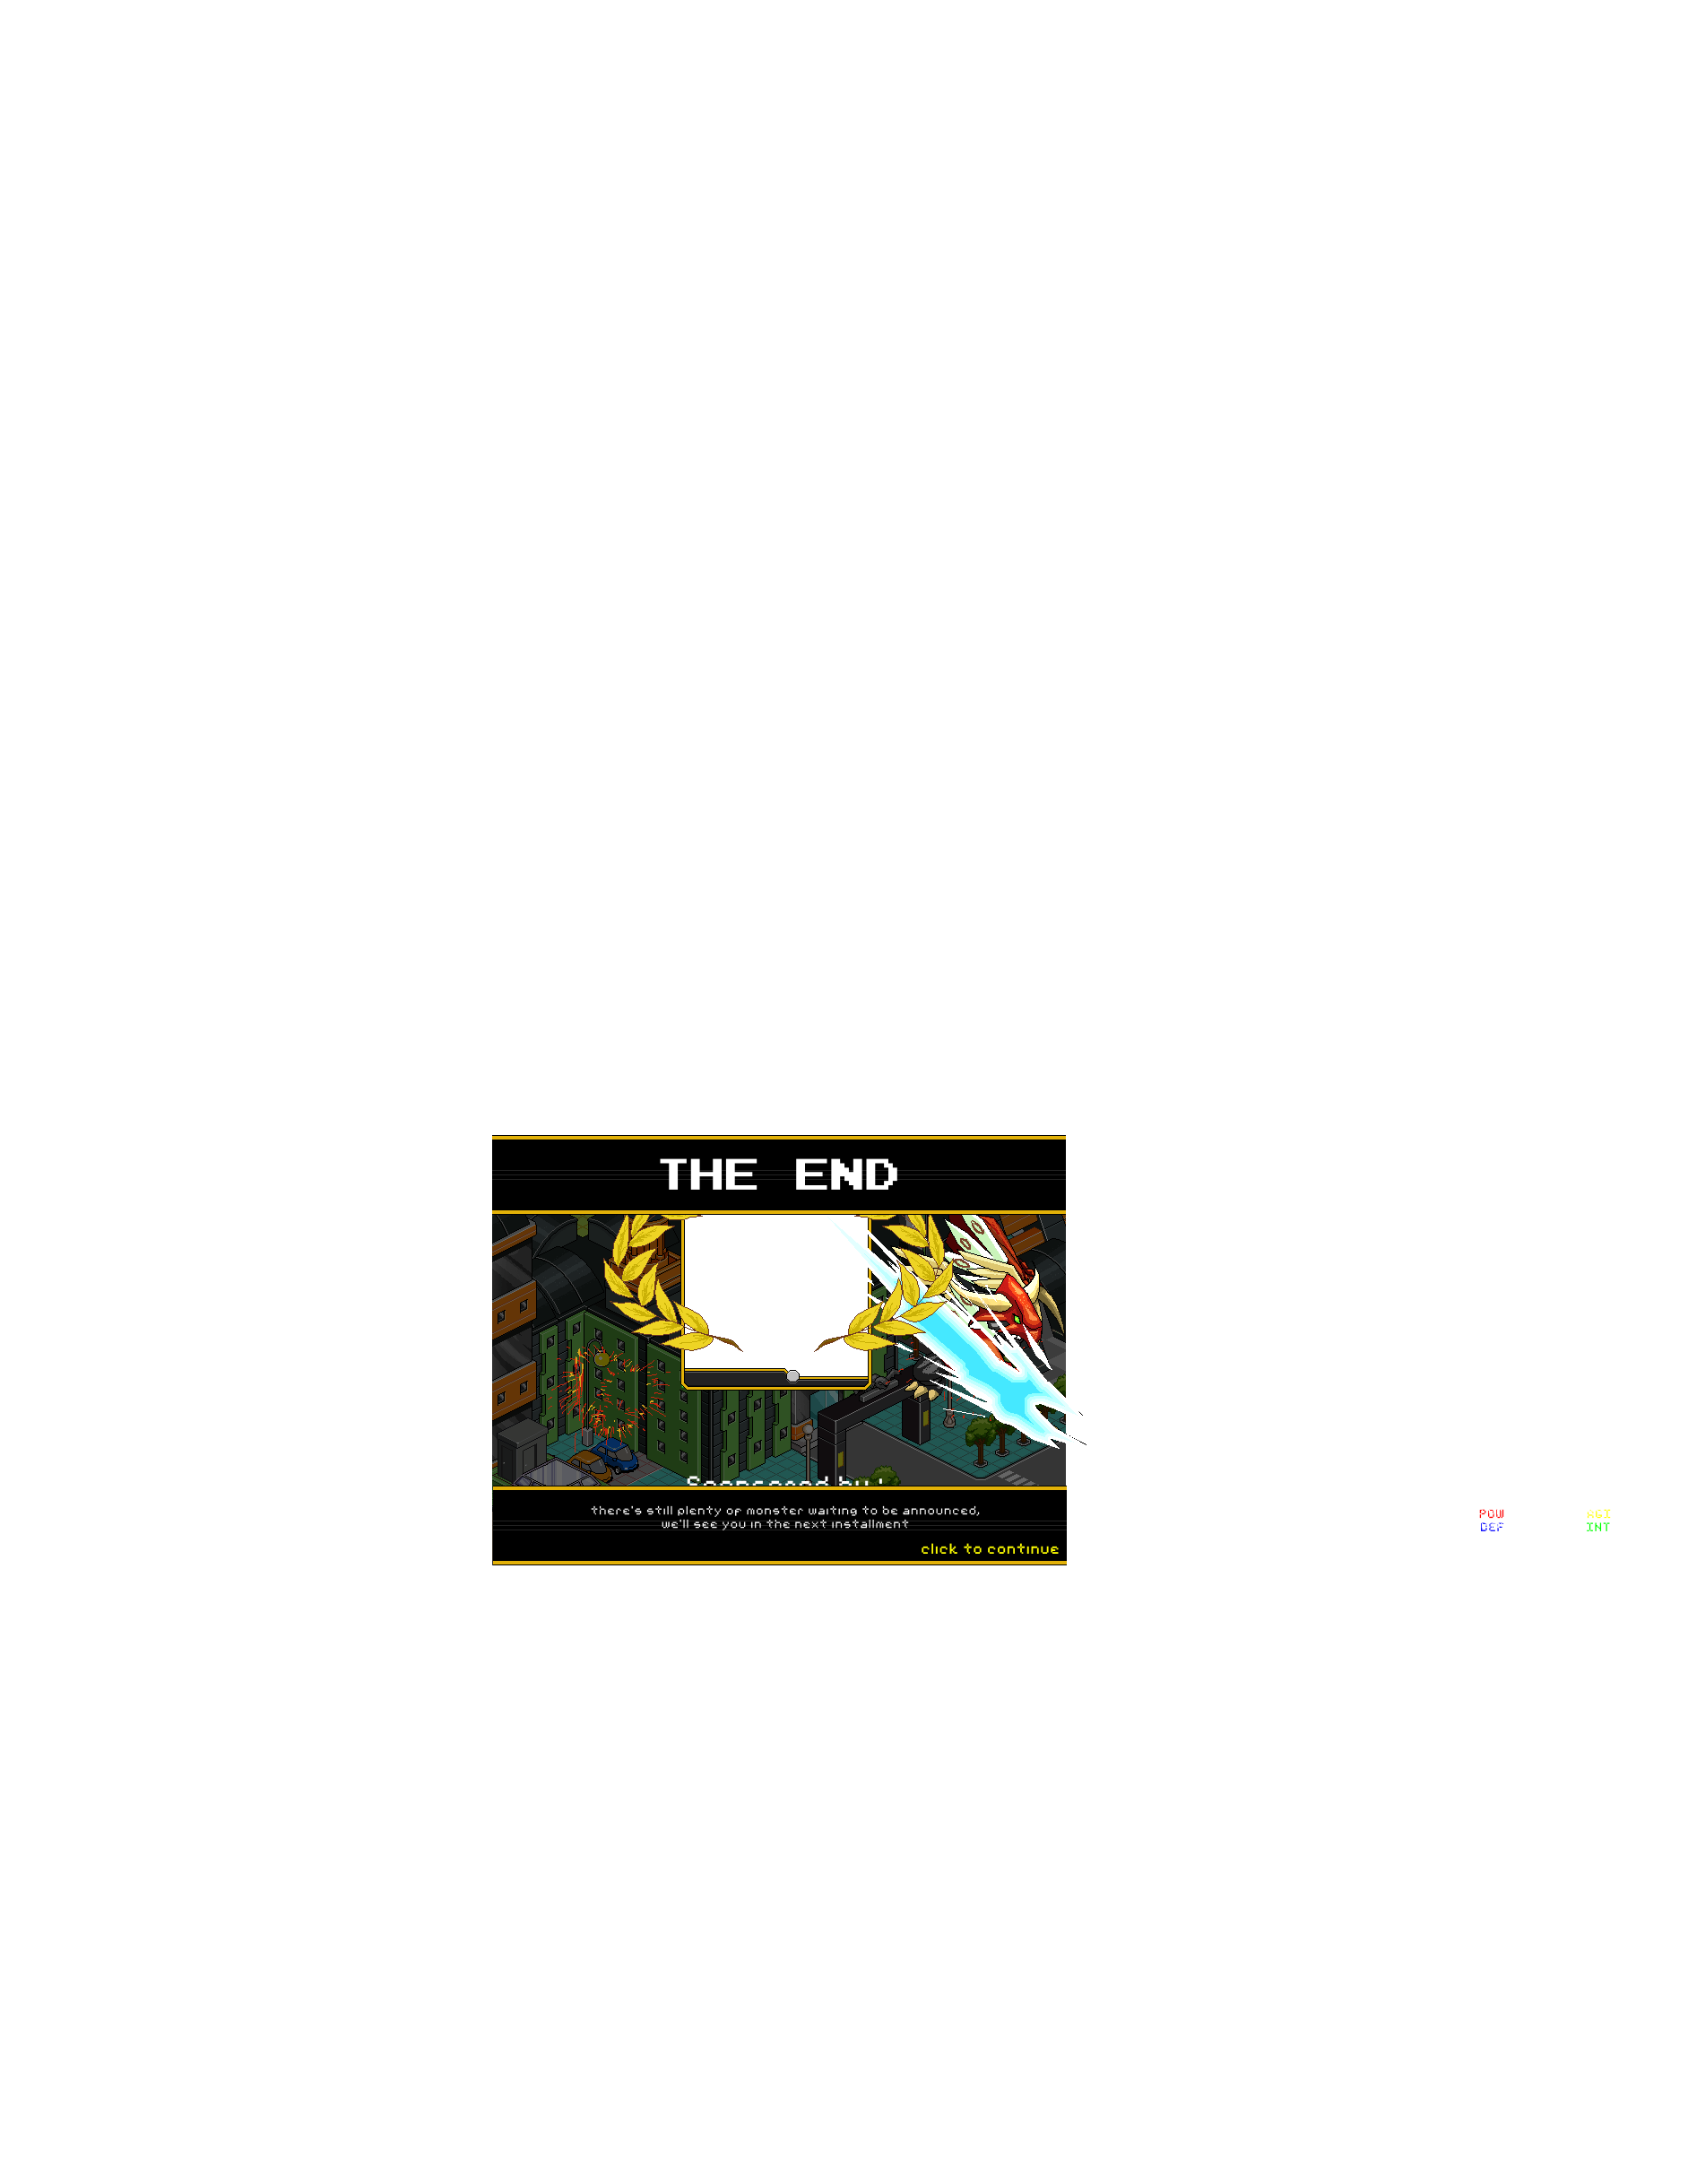 THE END
Sponsored by :
there's still plenty of monster waiting to be announced,
we'll see you in the next installment
click to continue
POW AGI
DEF INT